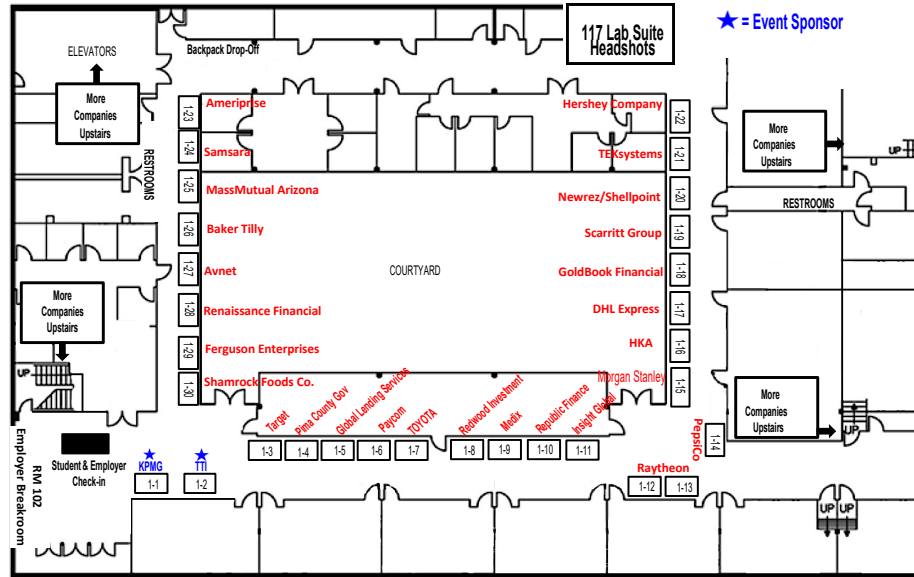 117 Lab Suite
Headshots
★ = Event Sponsor
ELEVATORS
Backpack Drop-Off
More
Companies
Upstairs
RESTROOMS
1-23
Ameriprise
1-24
Samsara
1-25
MassMutual Arizona
1-26
Baker Tilly
1-27
Avnet
1-28
Renaissance Financial
1-29
Ferguson Enterprises
1-30
Shamrock Foods Co.
COURTYARD
Hershey Company
1-22
TEKsystems
1-21
Newrez/Shellpoint
1-20
Scarritt Group
1-19
GoldBook Financial
1-18
DHL Express
1-17
HKA
1-16
Morgan Stanley
1-15
More
Companies
Upstairs
UP
RESTROOMS
More
Companies
Upstairs
UP
More
Companies
Upstairs
UP
Target
1-3
Pima County Gov
1-4
Global Lending Services
1-5
Paycom
1-6
TOYOTA
1-7
Redwood Investment
1-8
Medix
1-9
Republic Finance
1-10
Insight Global
1-11
PepsiCo
1-14
Raytheon
1-12
1-13
Student & Employer
Check-in
KPMG
1-1
TTI
1-2
RM 102
Employer Breakroom
UP
UP